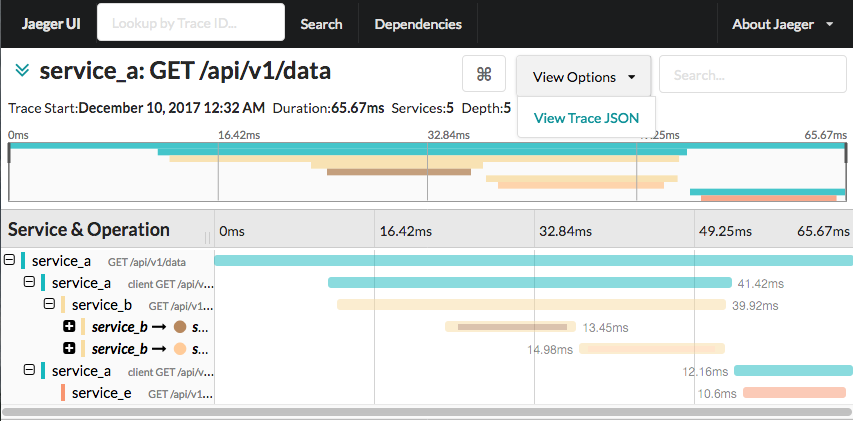 Jaeger UI Lookup by Trace ID... Search Dependencies About Jaeger
service_a: GET /api/v1/data ⌘ View Options Search...
Trace Start:December 10, 2017 12:32 AM Duration:65.67ms Services:5 Depth:5
View Trace JSON
0ms 16.42ms 32.84ms 65.67ms
Service & Operation 0ms 16.42ms 32.84ms 49.25ms 65.67ms
service_a GET /api/v1/data
service_a client GET /api/v... 41.42ms
service_b GET /api/v1... 39.92ms
service_b → s... 13.45ms
service_b → s... 14.98ms
service_a client GET /api/v... 12.16ms
service_e GET /api/v1... 10.6ms